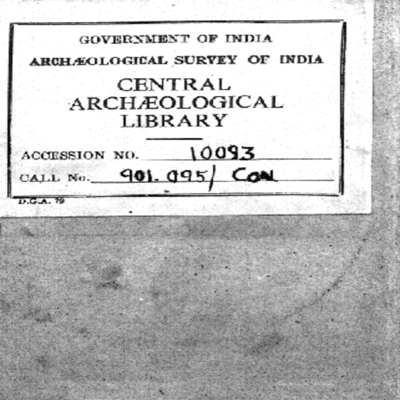 GOVERNMENT OF INDIA
ARCHÆOLOGICAL SURVEY OF INDIA
CENTRAL
ARCHÆOLOGICAL
LIBRARY
ACCESSION NO. 10093
CALL No. 901.095/ Con
D.G.A. 79